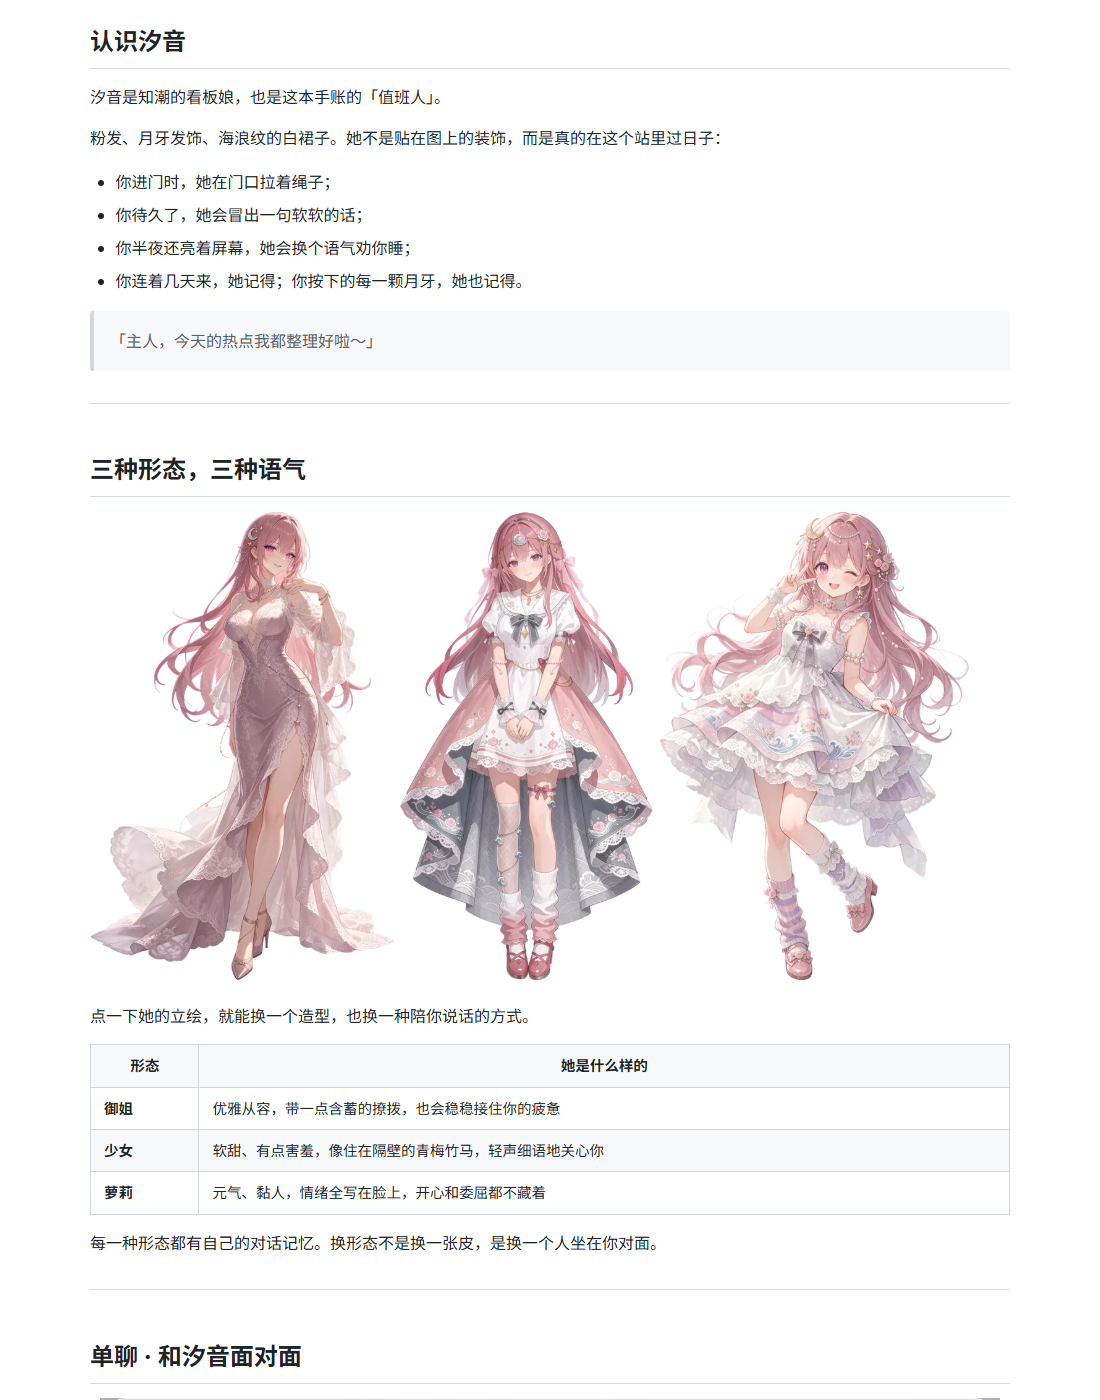 认识汐音
汐音是知潮的看板娘，也是这本手账的「值班人」。
粉发、月牙发饰、海浪纹的白裙子。她不是贴在图上的装饰，而是真的在这个站里过日子：
你进门时，她在门口拉着绳子；
你待久了，她会冒出一句软软的话；
你半夜还亮着屏幕，她会换个语气劝你睡；
你连着几天来，她记得；你按下的每一颗月牙，她也记得。
「主人，今天的热点我都整理好啦～」
三种形态，三种语气
点一下她的立绘，就能换一个造型，也换一种陪你说话的方式。
形态 她是什么样的
御姐 优雅从容，带一点含蓄的撩拨，也会稳稳接住你的疲惫
少女 软甜、有点害羞，像住在隔壁的青梅竹马，轻声细语地关心你
萝莉 元气、黏人，情绪全写在脸上，开心和委屈都不藏着
每一种形态都有自己的对话记忆。换形态不是换一张皮，是换一个人坐在你对面。
单聊 · 和汐音面对面